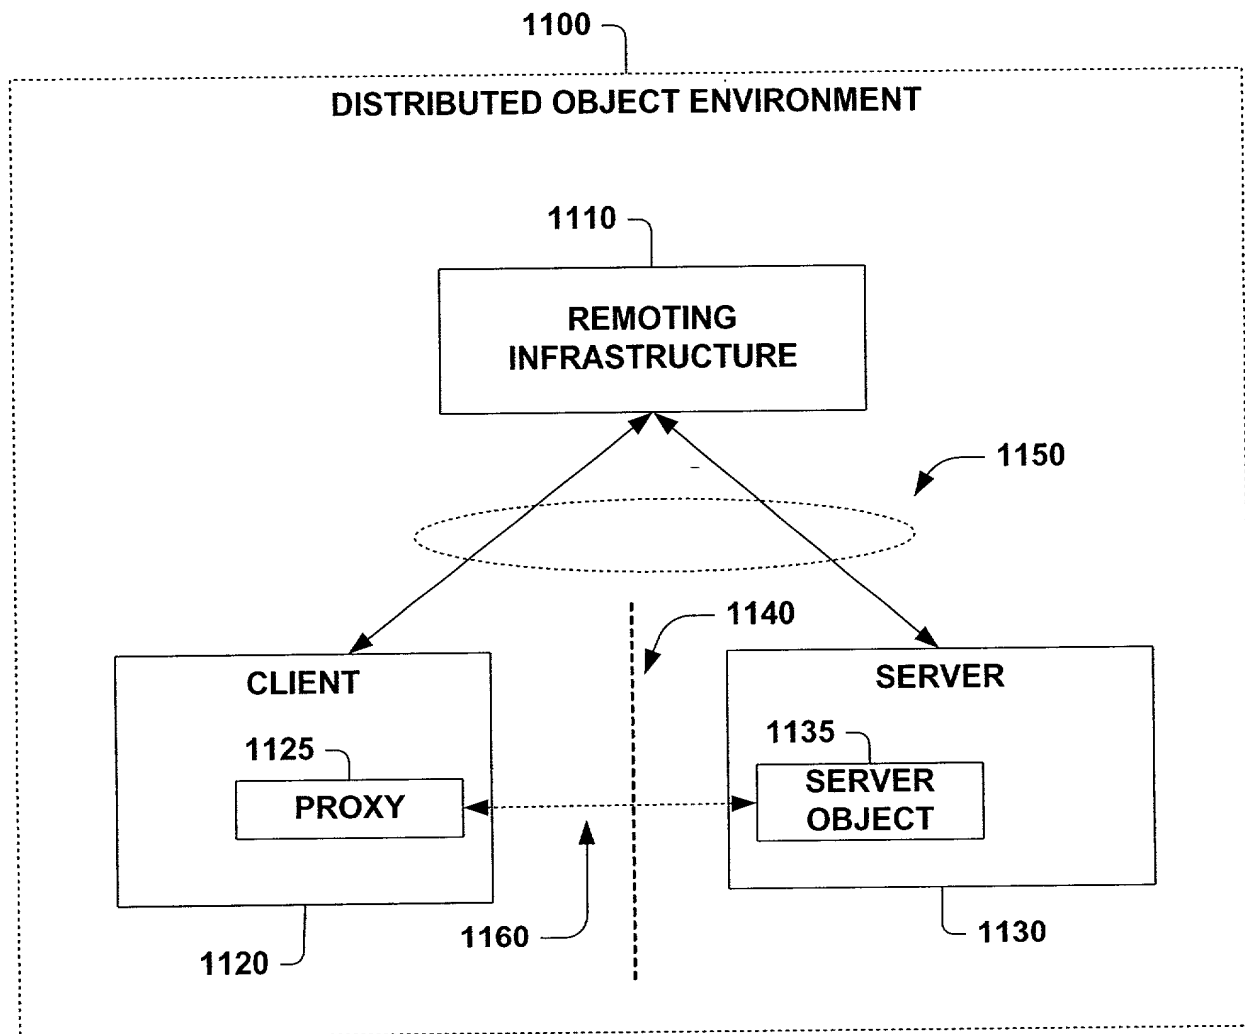 1100
DISTRIBUTED OBJECT ENVIRONMENT
1110
REMOTING
INFRASTRUCTURE
1150
1140
CLIENT
SERVER
1125
1135
PROXY
SERVER
OBJECT
1160
1130
1120